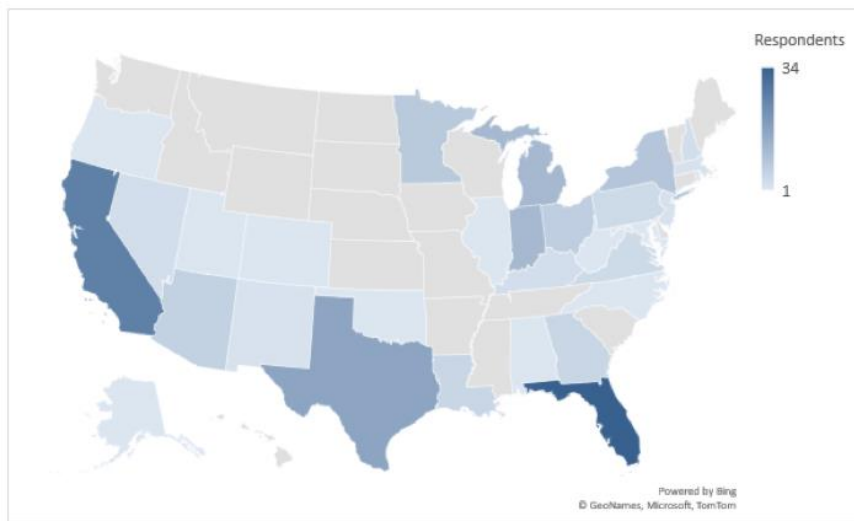 Respondents
34
1
Powered by Bing
© GeoNames, Microsoft, TomTom